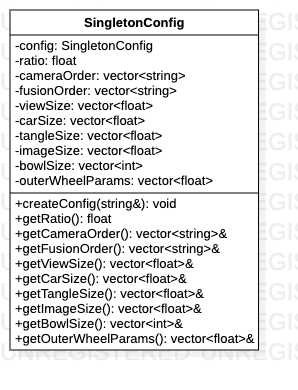 SingletonConfig
-config: SingletonConfig
-ratio: float
-cameraOrder: vector<string>
-fusionOrder: vector<string>
-viewSize: vector<float>
-carSize: vector<float>
-tangleSize: vector<float>
-imageSize: vector<float>
-bowlSize: vector<int>
-outerWheelParams: vector<float>
+createConfig(string&): void
+getRatio(): float
+getCameraOrder(): vector<string>&
+getFusionOrder(): vector<string>&
+getViewSize(): vector<float>&
+getCarSize(): vector<float>&
+getTangleSize(): vector<float>&
+getImageSize(): vector<float>&
+getBowlSize(): vector<int>&
+getOuterWheelParams(): vector<float>&
UNREGISTERED UNREGIS